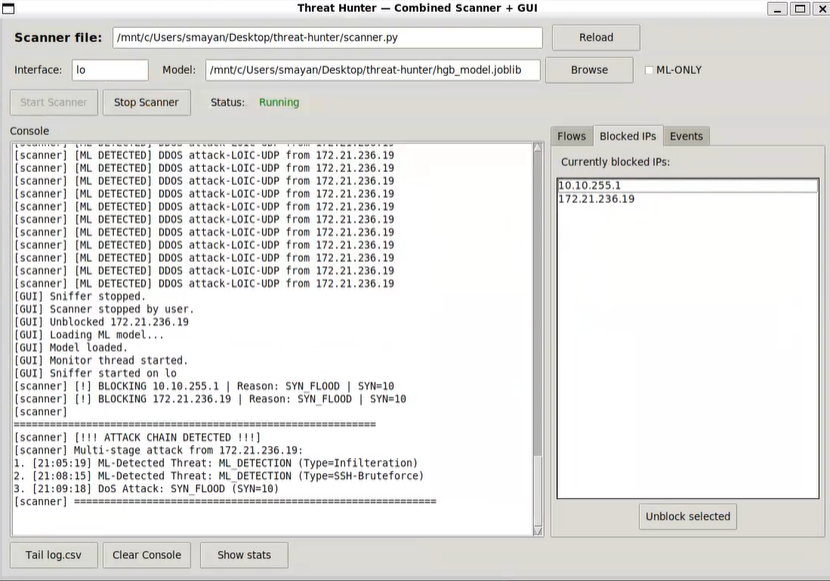 Threat Hunter — Combined Scanner + GUI
Scanner file: /mnt/c/Users/smayan/Desktop/threat-hunter/scanner.py Reload
Interface: lo Model: /mnt/c/Users/smayan/Desktop/threat-hunter/hgb_model.joblib Browse ML-ONLY
Start Scanner Stop Scanner Status: Running
Console
[scanner] [ML DETECTED] DDOS attack-LOIC-UDP from 172.21.236.19
[scanner] [ML DETECTED] DDOS attack-LOIC-UDP from 172.21.236.19
[scanner] [ML DETECTED] DDOS attack-LOIC-UDP from 172.21.236.19
[scanner] [ML DETECTED] DDOS attack-LOIC-UDP from 172.21.236.19
[scanner] [ML DETECTED] DDOS attack-LOIC-UDP from 172.21.236.19
[scanner] [ML DETECTED] DDOS attack-LOIC-UDP from 172.21.236.19
[scanner] [ML DETECTED] DDOS attack-LOIC-UDP from 172.21.236.19
[scanner] [ML DETECTED] DDOS attack-LOIC-UDP from 172.21.236.19
[scanner] [ML DETECTED] DDOS attack-LOIC-UDP from 172.21.236.19
[scanner] [ML DETECTED] DDOS attack-LOIC-UDP from 172.21.236.19
[scanner] [ML DETECTED] DDOS attack-LOIC-UDP from 172.21.236.19
[GUI] Sniffer stopped.
[GUI] Scanner stopped by user.
[GUI] Unblocked 172.21.236.19
[GUI] Loading ML model...
[GUI] Model loaded.
[GUI] Monitor thread started.
[GUI] Sniffer started on lo
[scanner] [!] BLOCKING 10.10.255.1 | Reason: SYN_FLOOD | SYN=10
[scanner] [!] BLOCKING 172.21.236.19 | Reason: SYN_FLOOD | SYN=10
[scanner]
============================================================
[scanner] [!!! ATTACK CHAIN DETECTED !!!]
[scanner] Multi-stage attack from 172.21.236.19:
1. [21:05:19] ML-Detected Threat: ML_DETECTION (Type=Infilteration)
2. [21:08:15] ML-Detected Threat: ML_DETECTION (Type=SSH-Bruteforce)
3. [21:09:18] DoS Attack: SYN_FLOOD (SYN=10)
[scanner] ============================================================
Flows Blocked IPs Events
Currently blocked IPs:
10.10.255.1
172.21.236.19
Unblock selected
Tail log.csv Clear Console Show stats